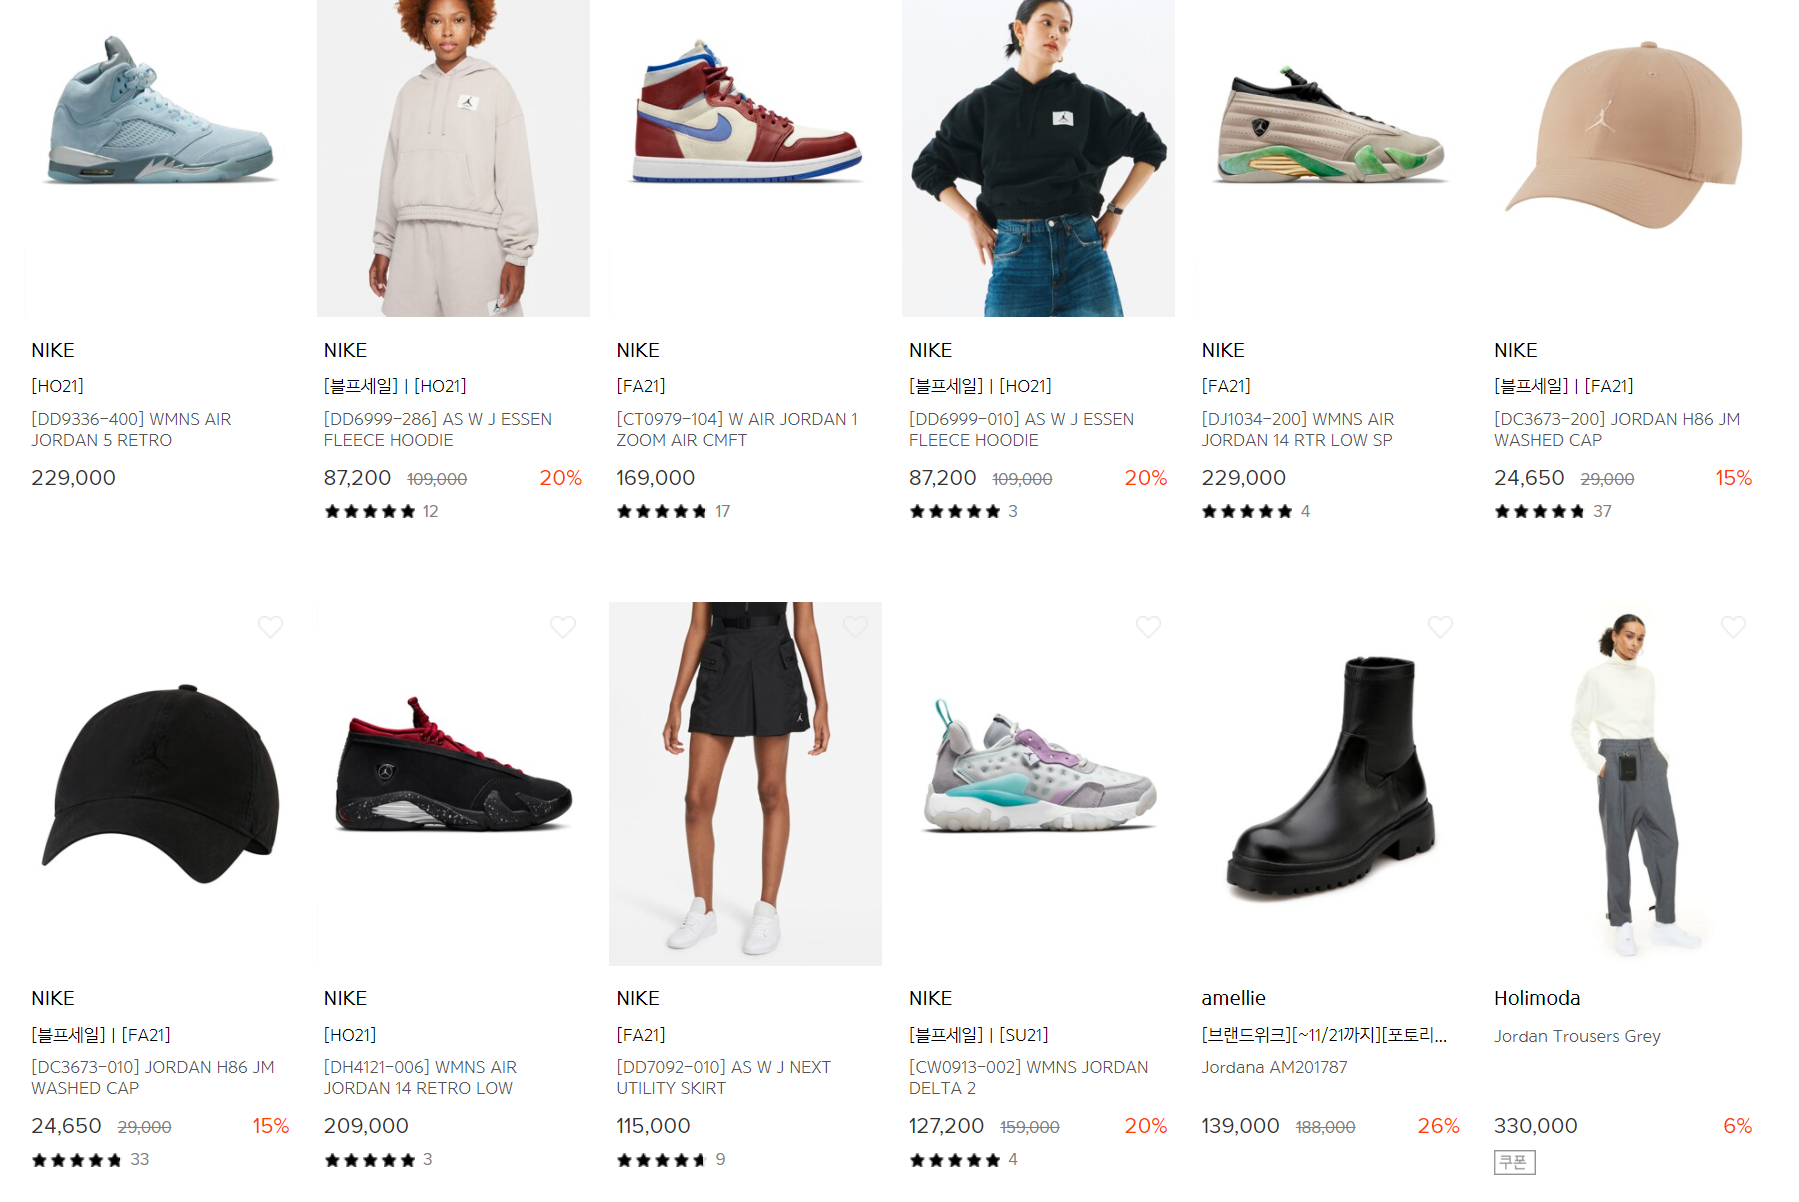 NIKE
[HO21]
[DD9336-400] WMNS AIR
JORDAN 5 RETRO
229,000
NIKE
[블프세일] | [HO21]
[DD6999-286] AS W J ESSEN
FLEECE HOODIE
87,200 109,000 20%
12
NIKE
[FA21]
[CT0979-104] W AIR JORDAN 1
ZOOM AIR CMFT
169,000
17
NIKE
[블프세일] | [HO21]
[DD6999-010] AS W J ESSEN
FLEECE HOODIE
87,200 109,000 20%
3
NIKE
[FA21]
[DJ1034-200] WMNS AIR
JORDAN 14 RTR LOW SP
229,000
4
NIKE
[블프세일] | [FA21]
[DC3673-200] JORDAN H86 JM
WASHED CAP
24,650 29,000 15%
37
NIKE
[블프세일] | [FA21]
[DC3673-010] JORDAN H86 JM
WASHED CAP
24,650 29,000 15%
33
NIKE
[HO21]
[DH4121-006] WMNS AIR
JORDAN 14 RETRO LOW
209,000
3
NIKE
[FA21]
[DD7092-010] AS W J NEXT
UTILITY SKIRT
115,000
9
NIKE
[블프세일] | [SU21]
[CW0913-002] WMNS JORDAN
DELTA 2
127,200 159,000 20%
4
amellie
[브랜드위크][~11/21까지][포토리...
Jordana AM201787
139,000 188,000 26%
Holimoda
Jordan Trousers Grey
330,000 6%
쿠폰